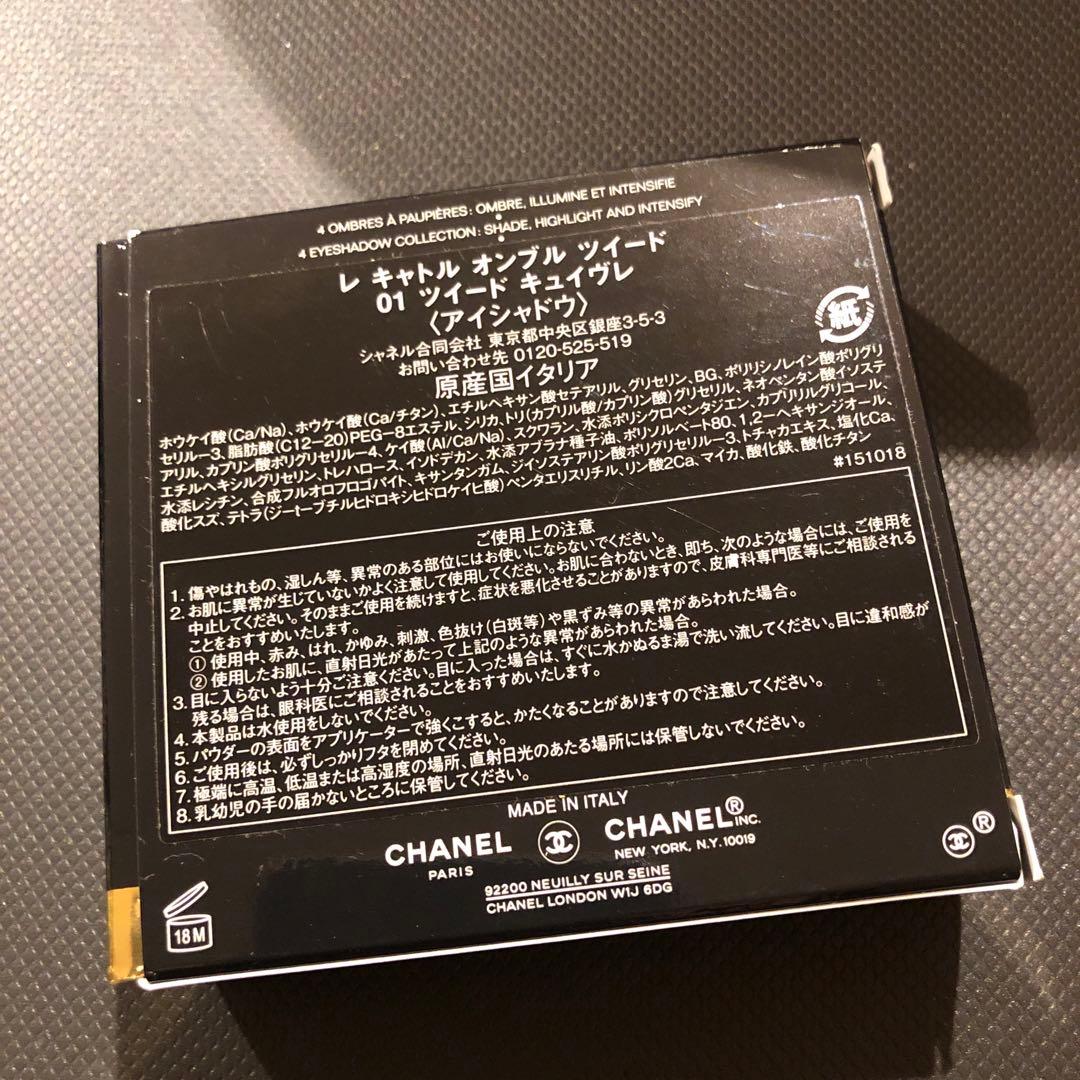 4 OMBRES À PAUPIÈRES: OMBRE, ILLUMINE ET INTENSIFIE
4 EYESHADOW COLLECTION: SHADE, HIGHLIGHT AND INTENSIFY
レ キャトル オンブル ツイード
01 ツイード キュイヴレ
〈アイシャドウ〉
シャネル合同会社 東京都中央区銀座3-5-3
お問い合わせ先 0120-525-519
原産国イタリア
紙
ホウケイ酸(Ca/Na)、ホウケイ酸(Ca/チタン)、エチルヘキサン酸セテアリル、グリセリン、BG、ポリリシノレイン酸ポリグリ
セリル-3、脂肪酸(C12-20)PEG-8エステル、シリカ、トリ(カプリル酸/カプリン酸)グリセリル、ネオペンタン酸イソステ
アリル、カプリン酸ポリグリセリル-4、ケイ酸(Al/Ca/Na)、スクワラン、水添ポリシクロペンタジエン、カプリリルグリコール、
エチルヘキシルグリセリン、トレハロース、イソドデカン、水添アブラナ種子油、ポリソルベート80、1,2-ヘキサンジオール、
水添レシチン、合成フルオロフロゴパイト、キサンタンガム、ジイソステアリン酸ポリグリセリル-3、トチャカエキス、塩化Ca、
酸化スズ、テトラ(ジ-t-ブチルヒドロキシヒドロケイヒ酸)ペンタエリスリチル、リン酸2Ca、マイカ、酸化鉄、酸化チタン
#151018
ご使用上の注意
1. 傷やはれもの、湿しん等、異常のある部位にはお使いにならないでください。
2. お肌に異常が生じていないかよく注意して使用してください。お肌に合わないとき、即ち、次のような場合には、ご使用を
中止してください。そのままご使用を続けますと、症状を悪化させることがありますので、皮膚科専門医等にご相談される
ことをおすすめいたします。
① 使用中、赤み、はれ、かゆみ、刺激、色抜け(白斑等)や黒ずみ等の異常があらわれた場合。
② 使用したお肌に、直射日光があたって上記のような異常があらわれた場合。
3. 目に入らないよう十分ご注意ください。目に入った場合は、すぐに水かぬるま湯で洗い流してください。目に違和感が
残る場合は、眼科医にご相談されることをおすすめいたします。
4. 本製品は水使用をしないでください。
5. パウダーの表面をアプリケーターで強くこすると、かたくなることがありますので注意してください。
6. ご使用後は、必ずしっかりフタを閉めてください。
7. 極端に高温、低温または高湿度の場所、直射日光のあたる場所には保管しないでください。
8. 乳幼児の手の届かないところに保管してください。
MADE IN ITALY
CHANEL
PARIS
CHANEL® INC.
NEW YORK, N.Y. 10019
92200 NEUILLY SUR SEINE
CHANEL LONDON W1J 6DG
®
18 M